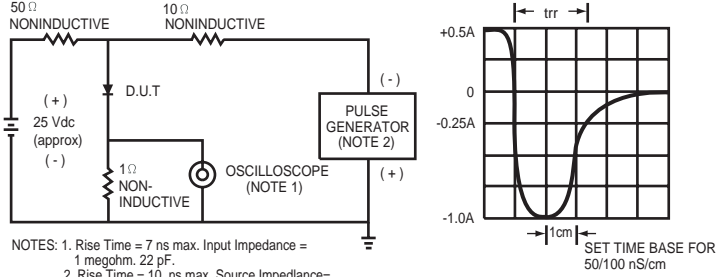 50 Ω
NONINDUCTIVE
10 Ω
NONINDUCTIVE
( + )
25 Vdc
(approx)
( - )
D.U.T
1 Ω
NON-
INDUCTIVE
OSCILLOSCOPE
(NOTE 1)
( - )
PULSE
GENERATOR
(NOTE 2)
( + )
NOTES: 1. Rise Time = 7 ns max. Input Impedance =
1 megohm. 22 pF.
2. Rise Time = 10 ns max. Source Impedlance=
trr
+0.5A
0
-0.25A
-1.0A
1cm
SET TIME BASE FOR
50/100 nS/cm